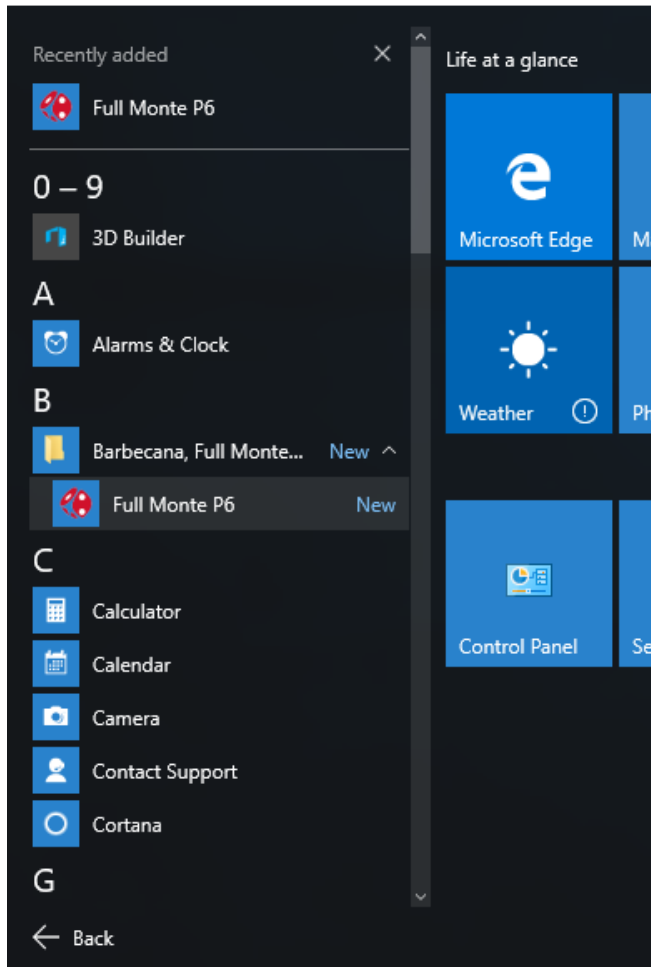 Recently added
Full Monte P6
0 – 9
3D Builder
A
Alarms & Clock
B
Barbecana, Full Monte... New
Full Monte P6 New
C
Calculator
Calendar
Camera
Contact Support
Cortana
G
Back
Life at a glance
Microsoft Edge
Weather
Control Panel